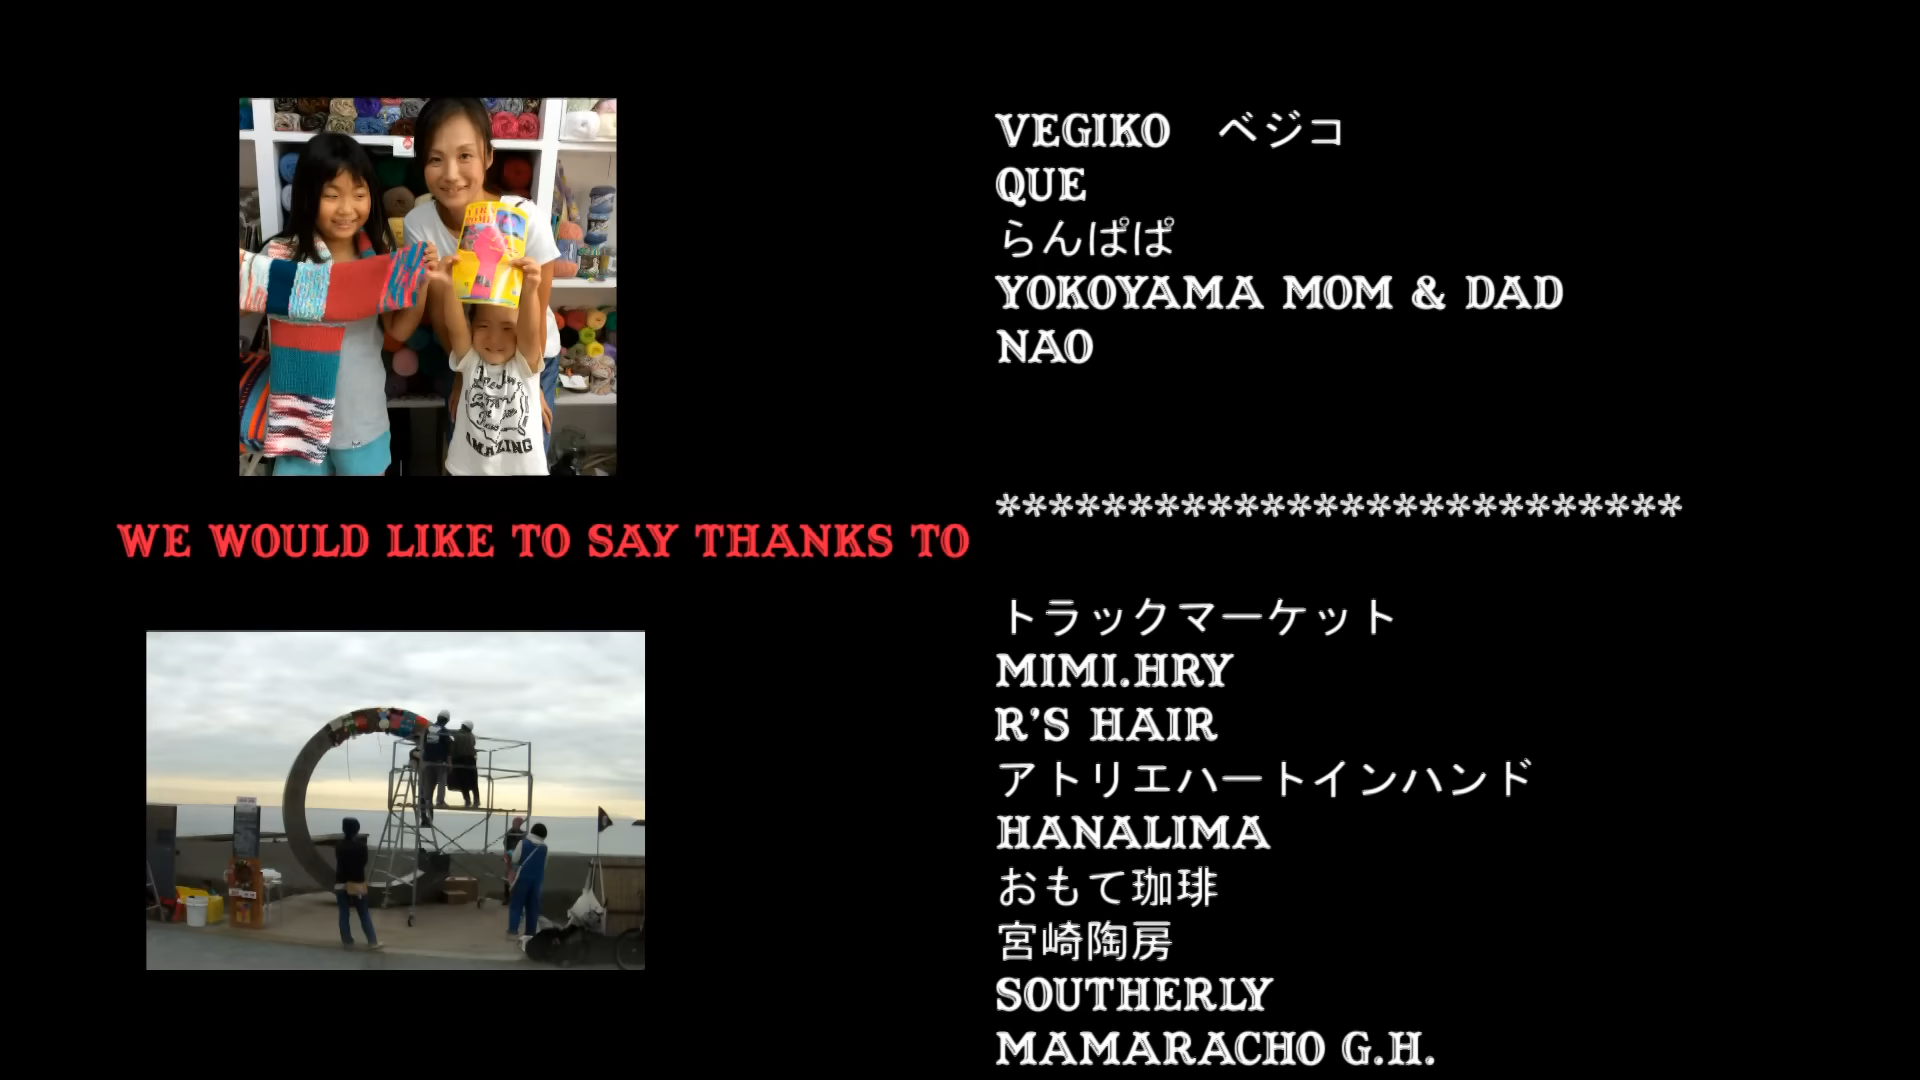 WE WOULD LIKE TO SAY THANKS TO
VEGIKO　ベジコ
QUE
らんぱぱ
YOKOYAMA MOM & DAD
NAO
**************************
トラックマーケット
MIMI.HRY
R'S HAIR
アトリエハートインハンド
HANALIMA
おもて珈琲
宮崎陶房
SOUTHERLY
MAMARACHO G.H.
AMAZING